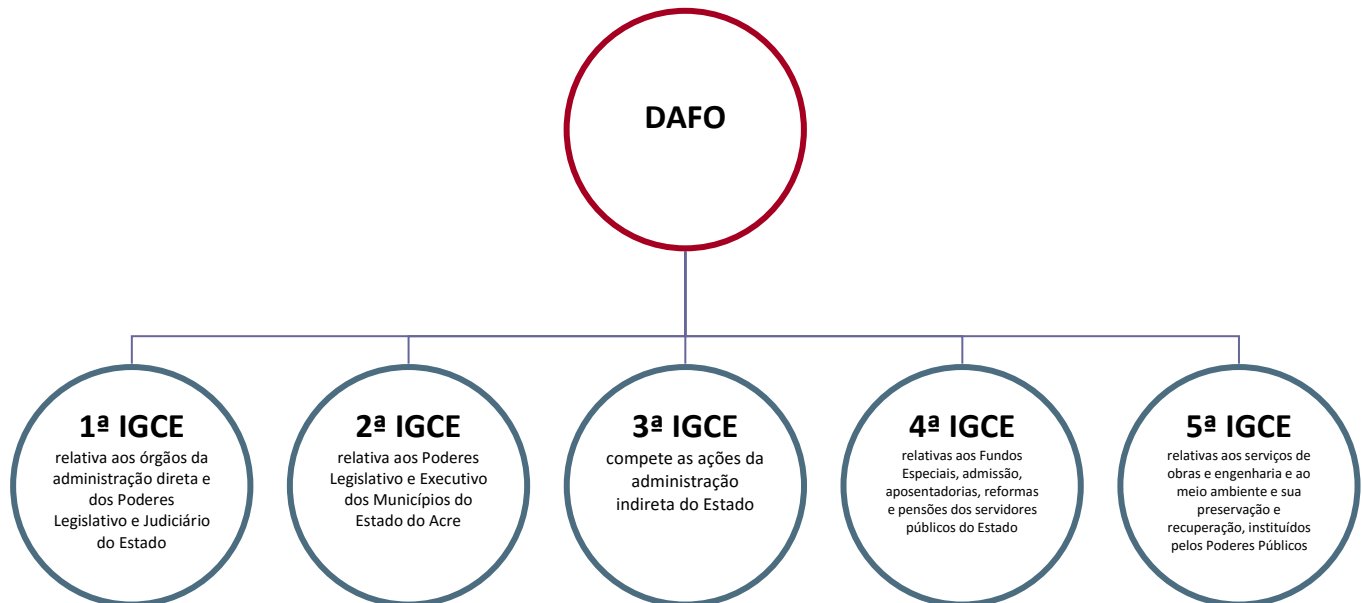 DAFO
1ª IGCE
relativa aos órgãos da
administração direta e
dos Poderes
Legislativo e Judiciário
do Estado
2ª IGCE
relativa aos Poderes
Legislativo e Executivo
dos Municípios do
Estado do Acre
3ª IGCE
compete as ações da
administração
indireta do Estado
4ª IGCE
relativas aos Fundos
Especiais, admissão,
aposentadorias, reformas
e pensões dos servidores
públicos do Estado
5ª IGCE
relativas aos serviços de
obras e engenharia e ao
meio ambiente e sua
preservação e
recuperação, instituídos
pelos Poderes Públicos